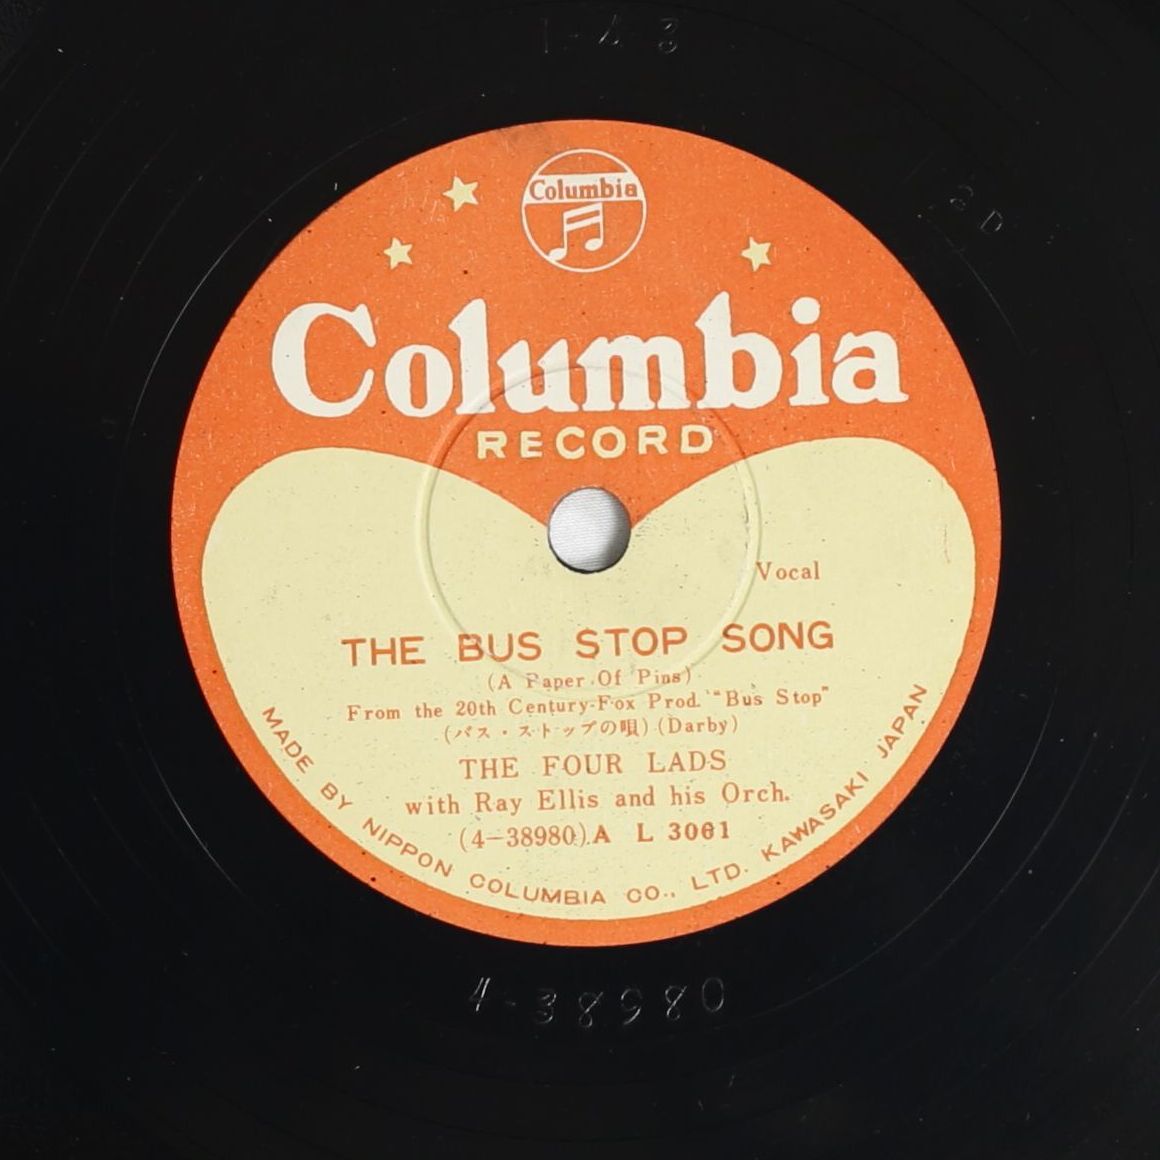 Columbia
Columbia
RECORD
Vocal
THE BUS STOP SONG
(A Paper Of Pins)
From the 20th Century-Fox Prod. "Bus Stop"
(バス・ストップの唄) (Darby)
THE FOUR LADS
with Ray Ellis and his Orch.
(4-38980) A L 3061
MADE BY NIPPON COLUMBIA CO., LTD. KAWASAKI JAPAN
4-38980